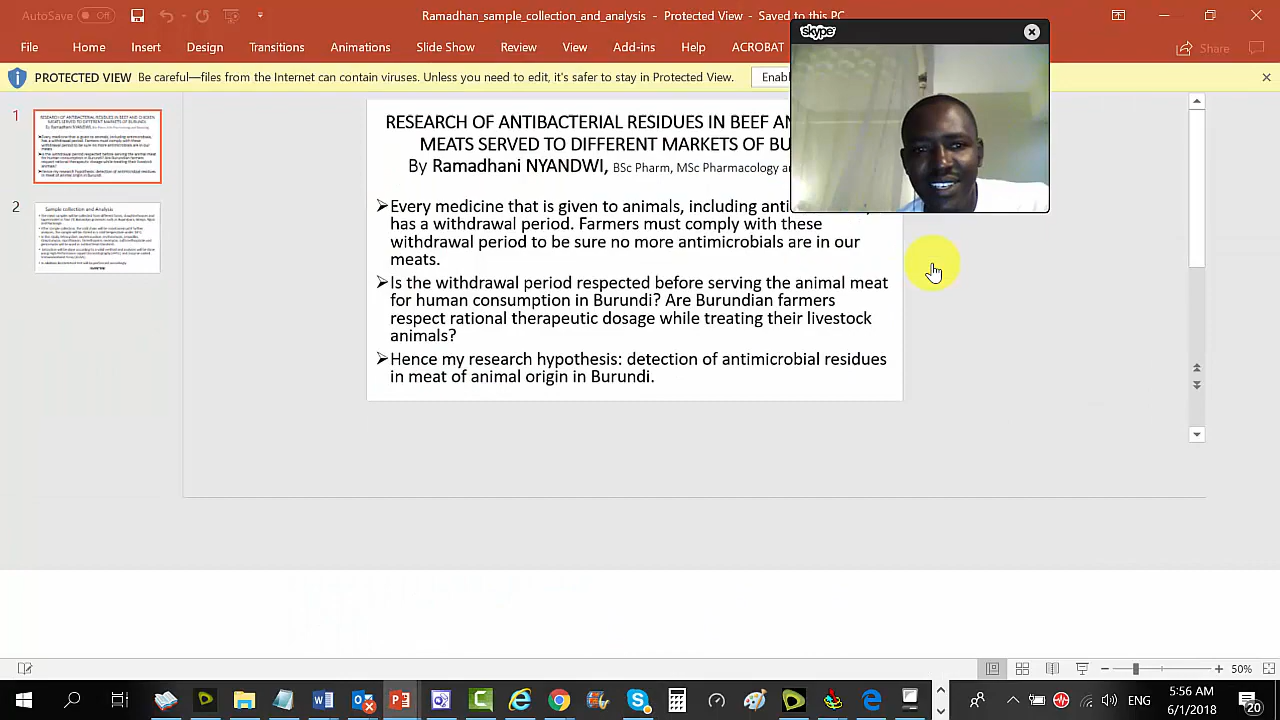 AutoSave Off
Ramadhan_sample_collection_and_analysis - Protected View - Saved to this PC
File Home Insert Design Transitions Animations Slide Show Review View Add-ins Help ACROBAT Share
skype
PROTECTED VIEW Be careful—files from the Internet can contain viruses. Unless you need to edit, it's safer to stay in Protected View. Enabl
1
2
Sample collection and Analysis
RESEARCH OF ANTIBACTERIAL RESIDUES IN BEEF AN
MEATS SERVED TO DIFFERENT MARKETS OF BU
By Ramadhani NYANDWI, BSc Pharm, MSc
Every medicine that is given to animals, including
has a withdrawal period. Farmers must comply with these
withdrawal period to be sure no more antimicrobial are in our
meats.
Is the withdrawal period respected before serving the animal meat
for human consumption in Burundi? Are Burundian farmers
respect rational therapeutic dosage while treating their livestock
animals?
Hence my research hypothesis: detection of antimicrobial residues
in meat of animal origin in Burundi.
50%
ENG
5:56 AM
6/1/2018
20